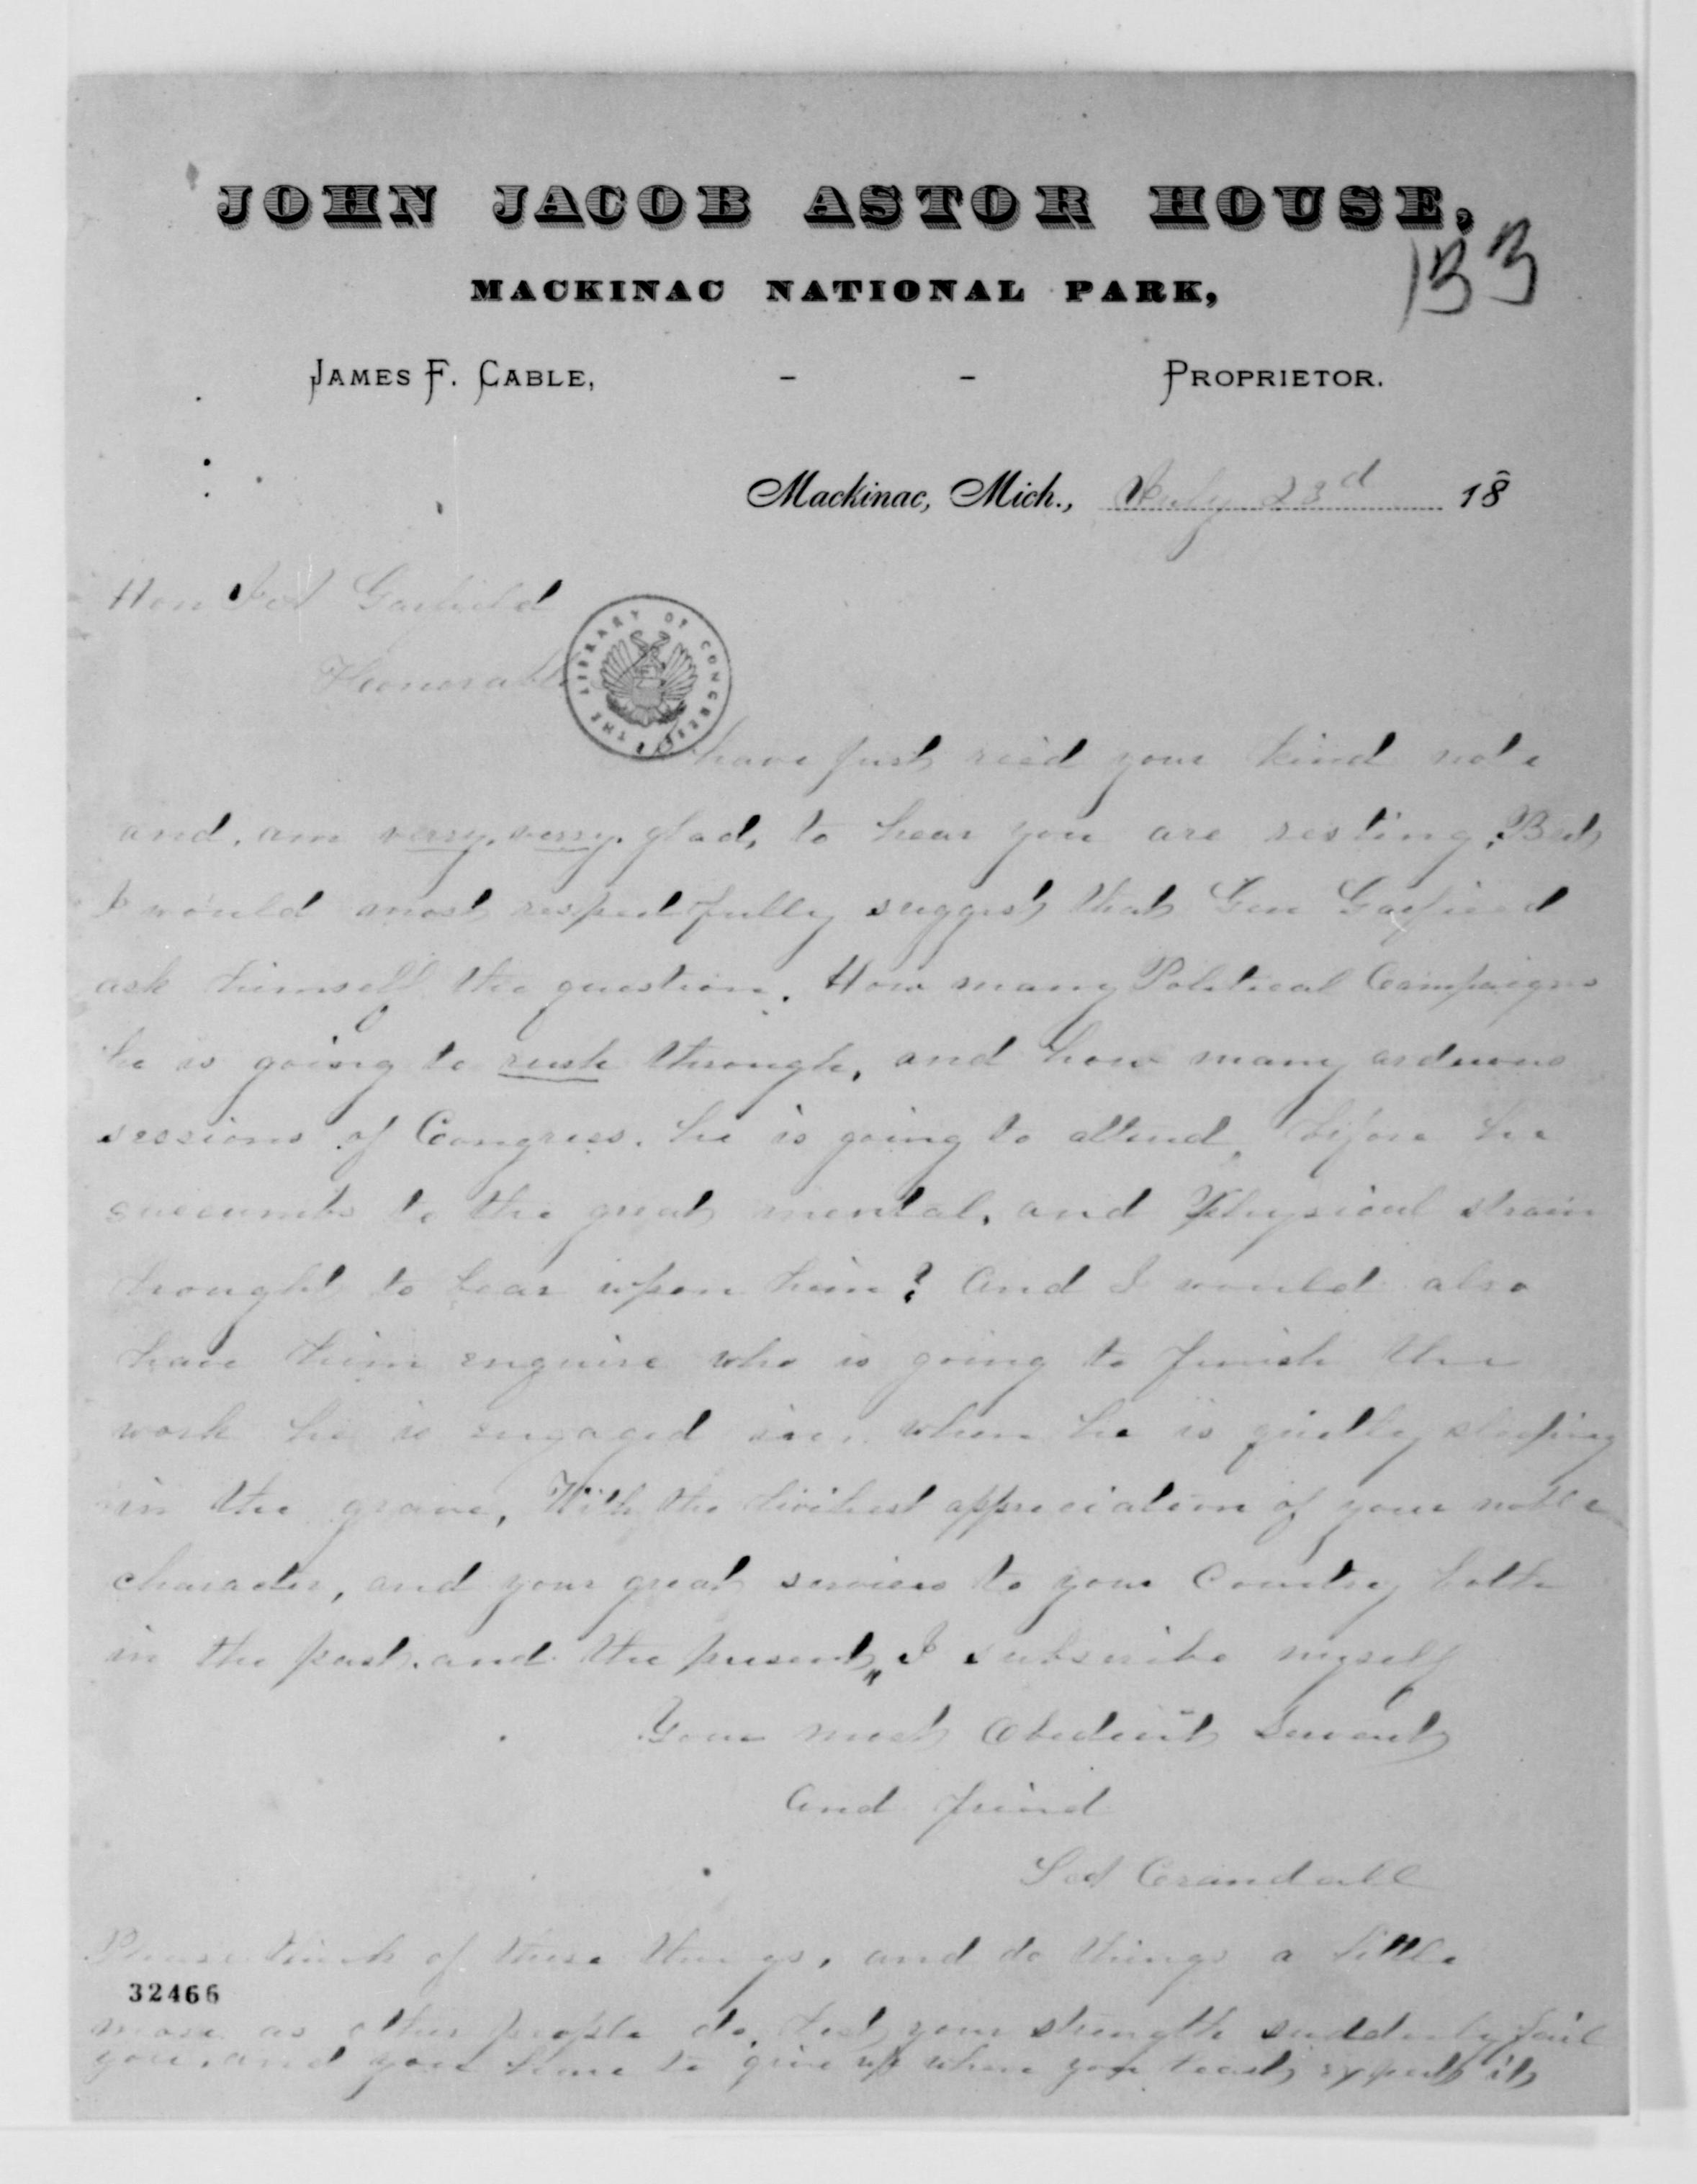 JOHN JACOB ASTOR HOUSE,
133
MACKINAC NATIONAL PARK,
JAMES F. CABLE, - - PROPRIETOR.
Mackinac, Mich., July 23d 18
Hon Garfield
Honorable
THE LIBRARY OF CONGRESS
have just rec'd your kind note
and, am very, very, glad, to hear you are resting, But
I would most respectfully suggest that Gen Garfield
ask himself the question. How many Political Campaigns
he is going to rush through, and how many arduous
sessions of Congress. he is going to attend, before he
succumbs to the great mental, and Physical strain
brought to bear upon him? And I would also
have him enquire who is going to finish the
work he is engaged in, when he is quietly sleeping
in the grave, With the appreciation of your noble
character, and your great services to your Country both
in the past, and the present, I subscribe myself
Your most Obedient Servant
And friend
Crandall
Please think of these things, and do things a little
32466
more as other people do, lest your strength suddenly fail
you, and you have to give up when you least expect it